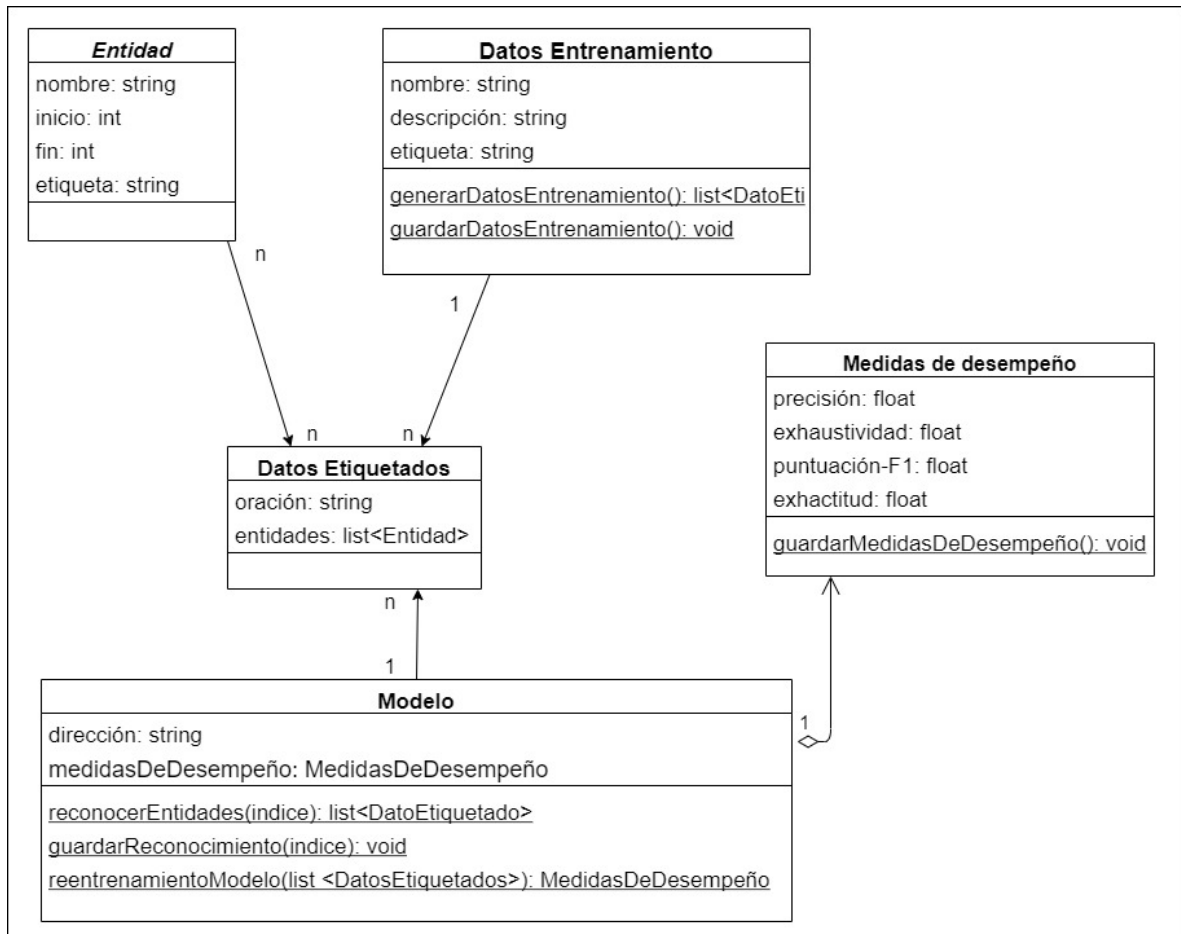 Entidad
nombre: string
inicio: int
fin: int
etiqueta: string
Datos Entrenamiento
nombre: string
descripción: string
etiqueta: string
generarDatosEntrenamiento(): list<DatoEti
guardarDatosEntrenamiento(): void
n
1
n
n
Datos Etiquetados
oración: string
entidades: list<Entidad>
Medidas de desempeño
precisión: float
exhaustividad: float
puntuación-F1: float
exhactitud: float
guardarMedidasDeDesempeño(): void
n
1
Modelo
dirección: string
medidasDeDesempeño: MedidasDeDesempeño
reconocerEntidades(indice): list<DatoEtiquetado>
guardarReconocimiento(indice): void
reentrenamientoModelo(list <DatosEtiquetados>): MedidasDeDesempeño
1